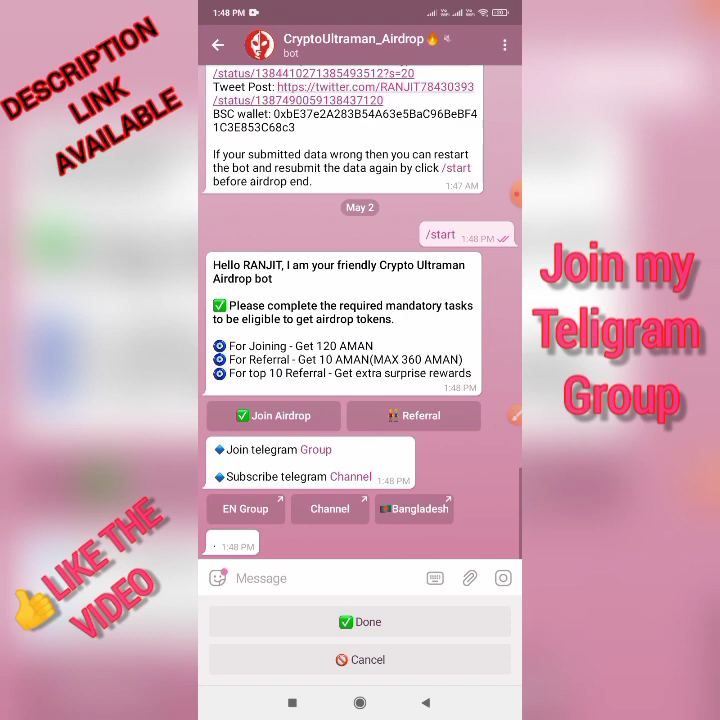 DESCRIPTION
LINK
AVAILABLE
1:48 PM
CryptoUltraman_Airdrop🔥
bot
/status/1384410271385493512?s=20
Tweet Post: https://twitter.com/RANJIT78430393
/status/1387490059138437120
BSC wallet: 0xbE37e2A283B54A63e5BaC96BeBF4
1C3E853C68c3
If your submitted data wrong then you can restart
the bot and resubmit the data again by click /start
before airdrop end.
1:47 AM
May 2
/start 1:48 PM
Hello RANJIT, I am your friendly Crypto Ultraman
Airdrop bot
✅ Please complete the required mandatory tasks
to be eligible to get airdrop tokens.
🧿 For Joining - Get 120 AMAN
🧿 For Referral - Get 10 AMAN(MAX 360 AMAN)
🧿 For top 10 Referral - Get extra surprise rewards
1:48 PM
✅ Join Airdrop
👬 Referral
🔹Join telegram Group
🔹Subscribe telegram Channel 1:48 PM
EN Group
Channel
🇧🇩Bangladesh
. 1:48 PM
Message
✅ Done
🚫 Cancel
Join my
Teligram
Group
👍LIKE THE
VIDEO